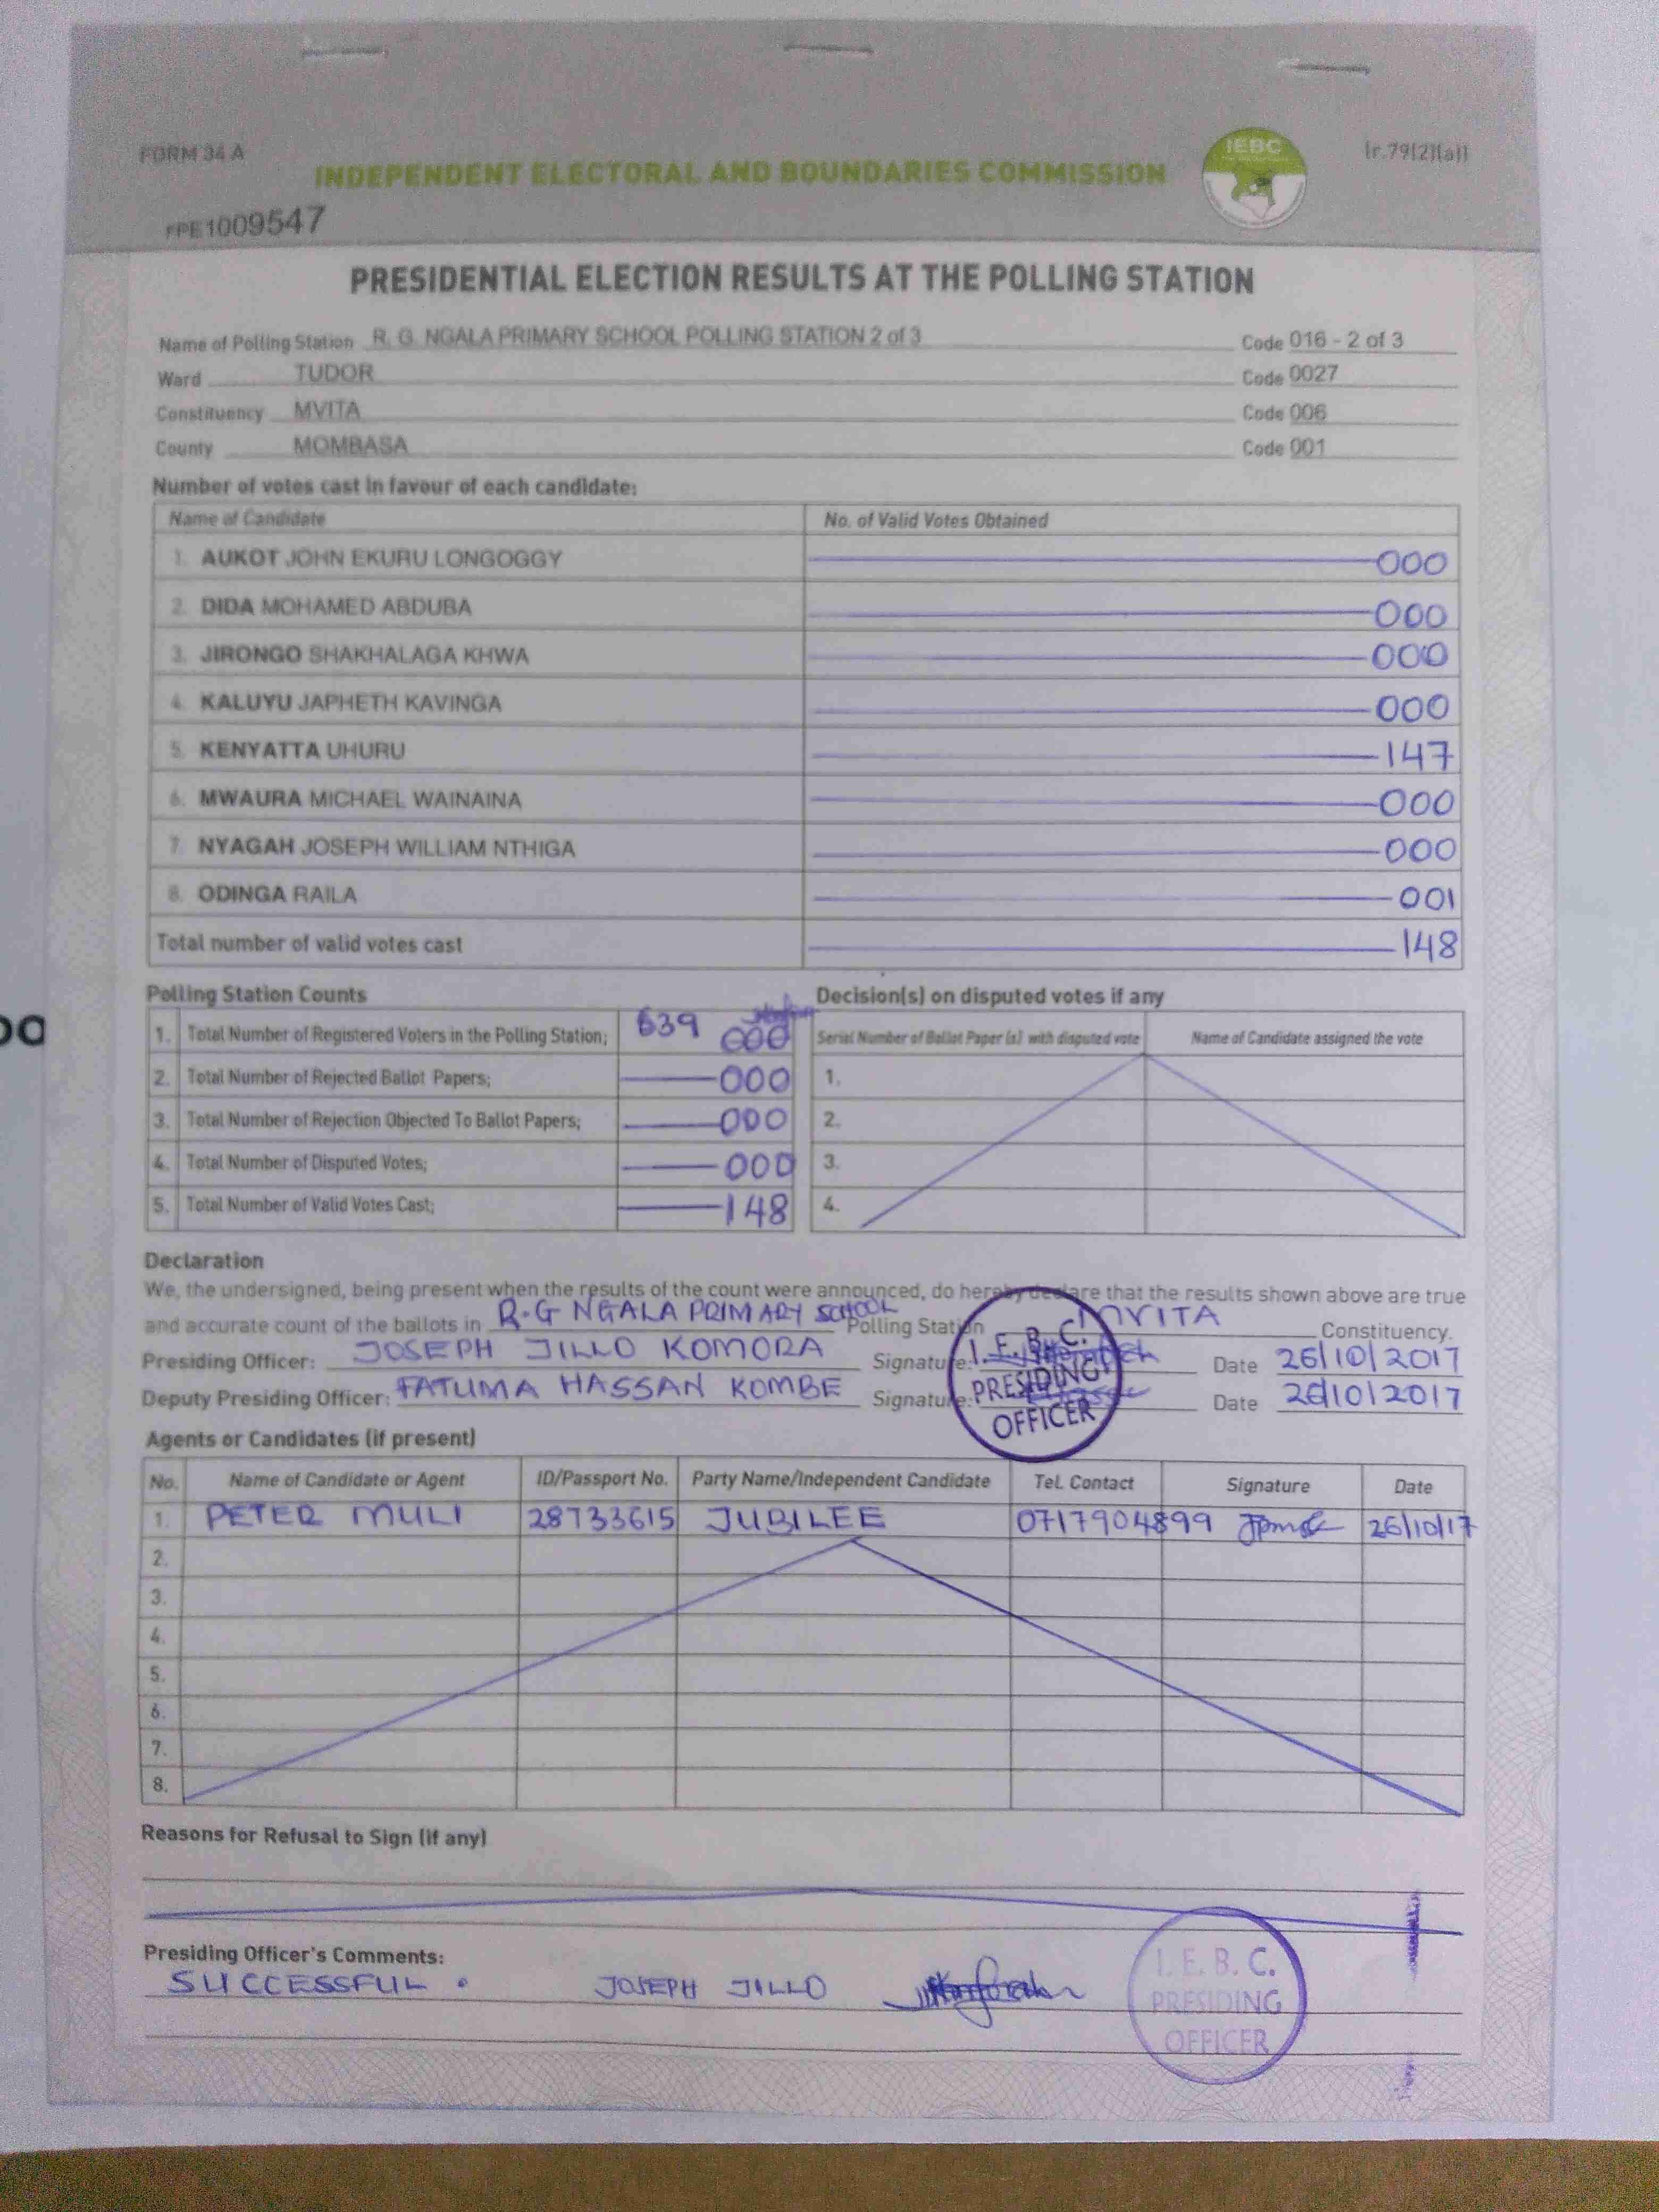 FORM 34 A
INDEPENDENT ELECTORAL AND BOUNDARIES COMMISSION
IEBC
(r.79(2)(a))
FPE1009547
PRESIDENTIAL ELECTION RESULTS AT THE POLLING STATION
Name of Polling Station R. G. NGALA PRIMARY SCHOOL POLLING STATION 2 of 3 Code 016 - 2 of 3
Ward TUDOR Code 0027
Constituency MVITA Code 006
County MOMBASA Code 001
Number of votes cast in favour of each candidate:
Name of Candidate No. of Valid Votes Obtained
1. AUKOT JOHN EKURU LONGOGGY 000
2. DIDA MOHAMED ABDUBA 000
3. JIRONGO SHAKHALAGA KHWA 000
4. KALUYU JAPHETH KAVINGA 000
5. KENYATTA UHURU 147
6. MWAURA MICHAEL WAINAINA 000
7. NYAGAH JOSEPH WILLIAM NTHIGA 000
8. ODINGA RAILA 001
Total number of valid votes cast 148
Polling Station Counts Decision(s) on disputed votes if any
1. Total Number of Registered Voters in the Polling Station; 639 000 Serial Number of Ballot Paper (s) with disputed vote Name of Candidate assigned the vote
2. Total Number of Rejected Ballot Papers; 000 1.
3. Total Number of Rejection Objected To Ballot Papers; 000 2.
4. Total Number of Disputed Votes; 000 3.
5. Total Number of Valid Votes Cast; 148 4.
Declaration
We, the undersigned, being present when the results of the count were announced, do hereby declare that the results shown above are true
and accurate count of the ballots in R.G NGALA PRIMARY SCHOOL Polling Station MVITA Constituency.
Presiding Officer: JOSEPH JILLO KOMORA Signature: Date 26/10/2017
Deputy Presiding Officer: FATUMA HASSAN KOMBE Signature: Date 26/10/2017
I. E. B. C.
PRESIDING
OFFICER
Agents or Candidates (if present)
No. Name of Candidate or Agent ID/Passport No. Party Name/Independent Candidate Tel. Contact Signature Date
1. PETER MULI 28733615 JUBILEE 0717904899 26/10/17
2.
3.
4.
5.
6.
7.
8.
Reasons for Refusal to Sign (if any)
Presiding Officer's Comments:
SUCCESSFUL . JOSEPH JILLO
I. E. B. C.
PRESIDING
OFFICER